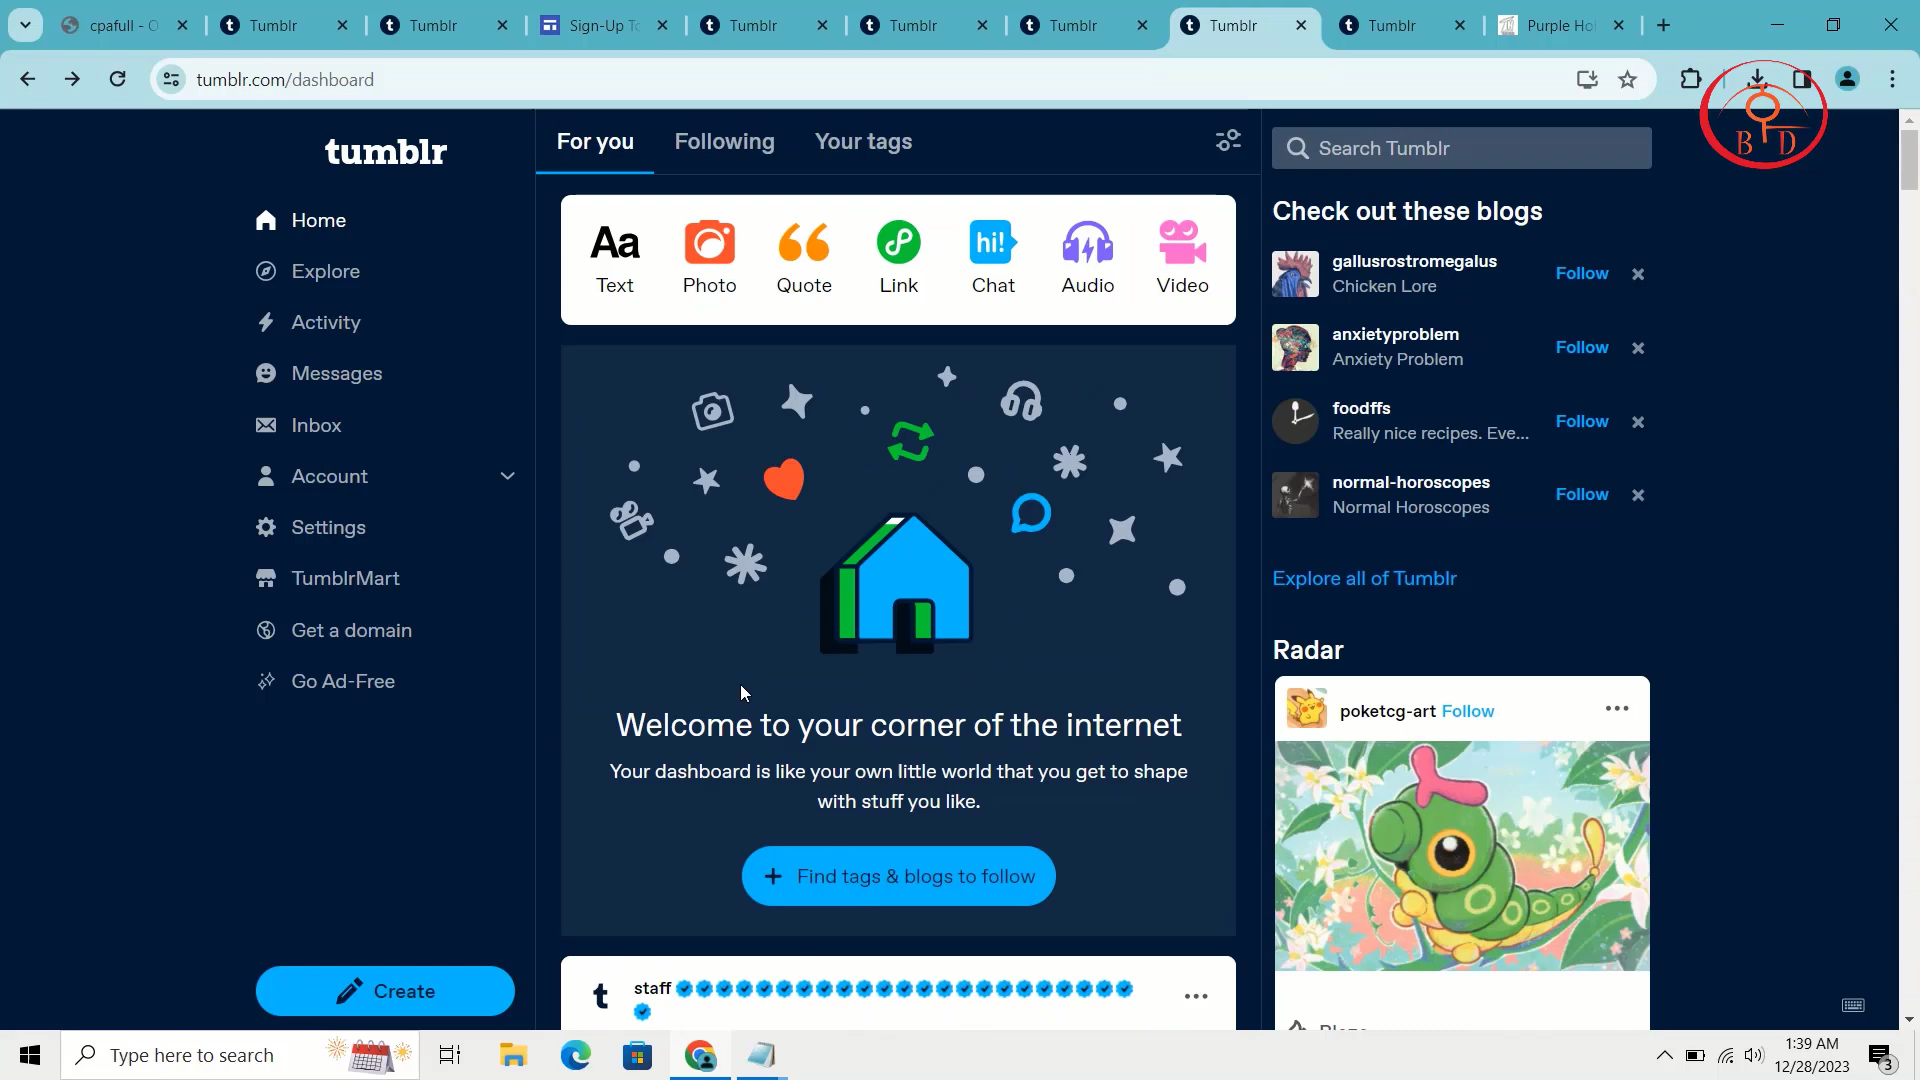 cpafull - O
Tumblr
Tumblr
Sign-Up To
Tumblr
Tumblr
Tumblr
Tumblr
Tumblr
Purple Ho
tumblr.com/dashboard
B D
tumblr
Home
Explore
Activity
Messages
Inbox
Account
Settings
TumblrMart
Get a domain
Go Ad-Free
Create
For you
Following
Your tags
Aa
hi!
Text
Photo
Quote
Link
Chat
Audio
Video
Welcome to your corner of the internet
Your dashboard is like your own little world that you get to shape
with stuff you like.
Find tags & blogs to follow
t
staff
Search Tumblr
Check out these blogs
gallusrostromegalus
Chicken Lore
Follow
anxietyproblem
Anxiety Problem
Follow
foodffs
Really nice recipes. Eve...
Follow
normal-horoscopes
Normal Horoscopes
Follow
Explore all of Tumblr
Radar
poketcg-art Follow
Type here to search
1:39 AM
12/28/2023
3